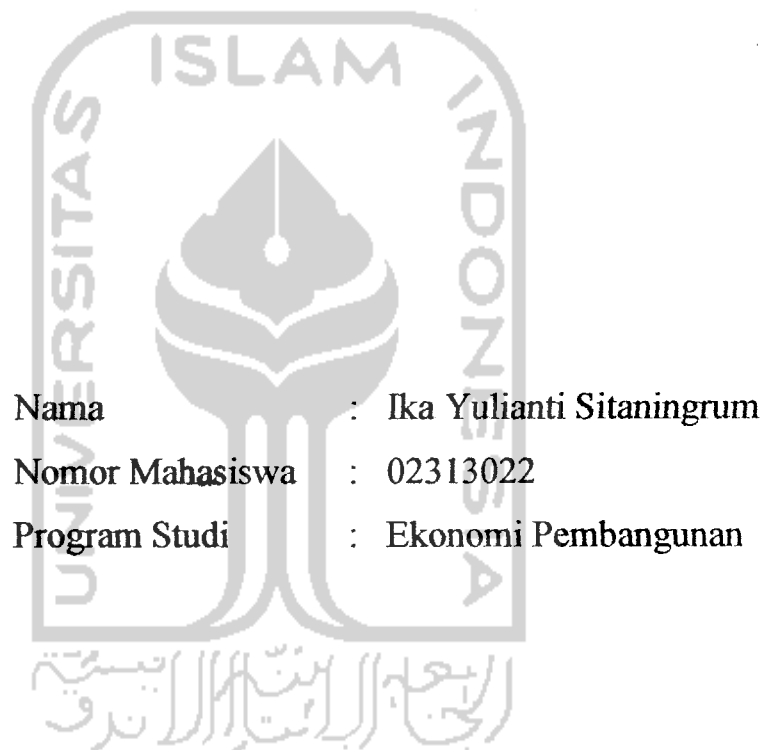 ISLAM
UNIVERSITAS
INDONESIA
Nama : Ika Yulianti Sitaningrum
Nomor Mahasiswa : 02313022
Program Studi : Ekonomi Pembangunan